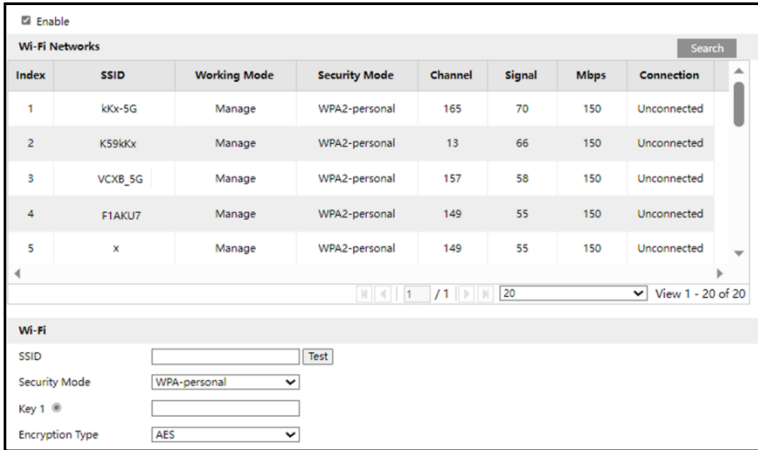 Enable
Wi-Fi Networks Search
Index SSID Working Mode Security Mode Channel Signal Mbps Connection
1 kKx-5G Manage WPA2-personal 165 70 150 Unconnected
2 K59kKx Manage WPA2-personal 13 66 150 Unconnected
3 VCXB_5G Manage WPA2-personal 157 58 150 Unconnected
4 F1AKU7 Manage WPA2-personal 149 55 150 Unconnected
5 x Manage WPA2-personal 149 55 150 Unconnected
1 / 1 20 View 1 - 20 of 20
Wi-Fi
SSID Test
Security Mode WPA-personal
Key 1
Encryption Type AES